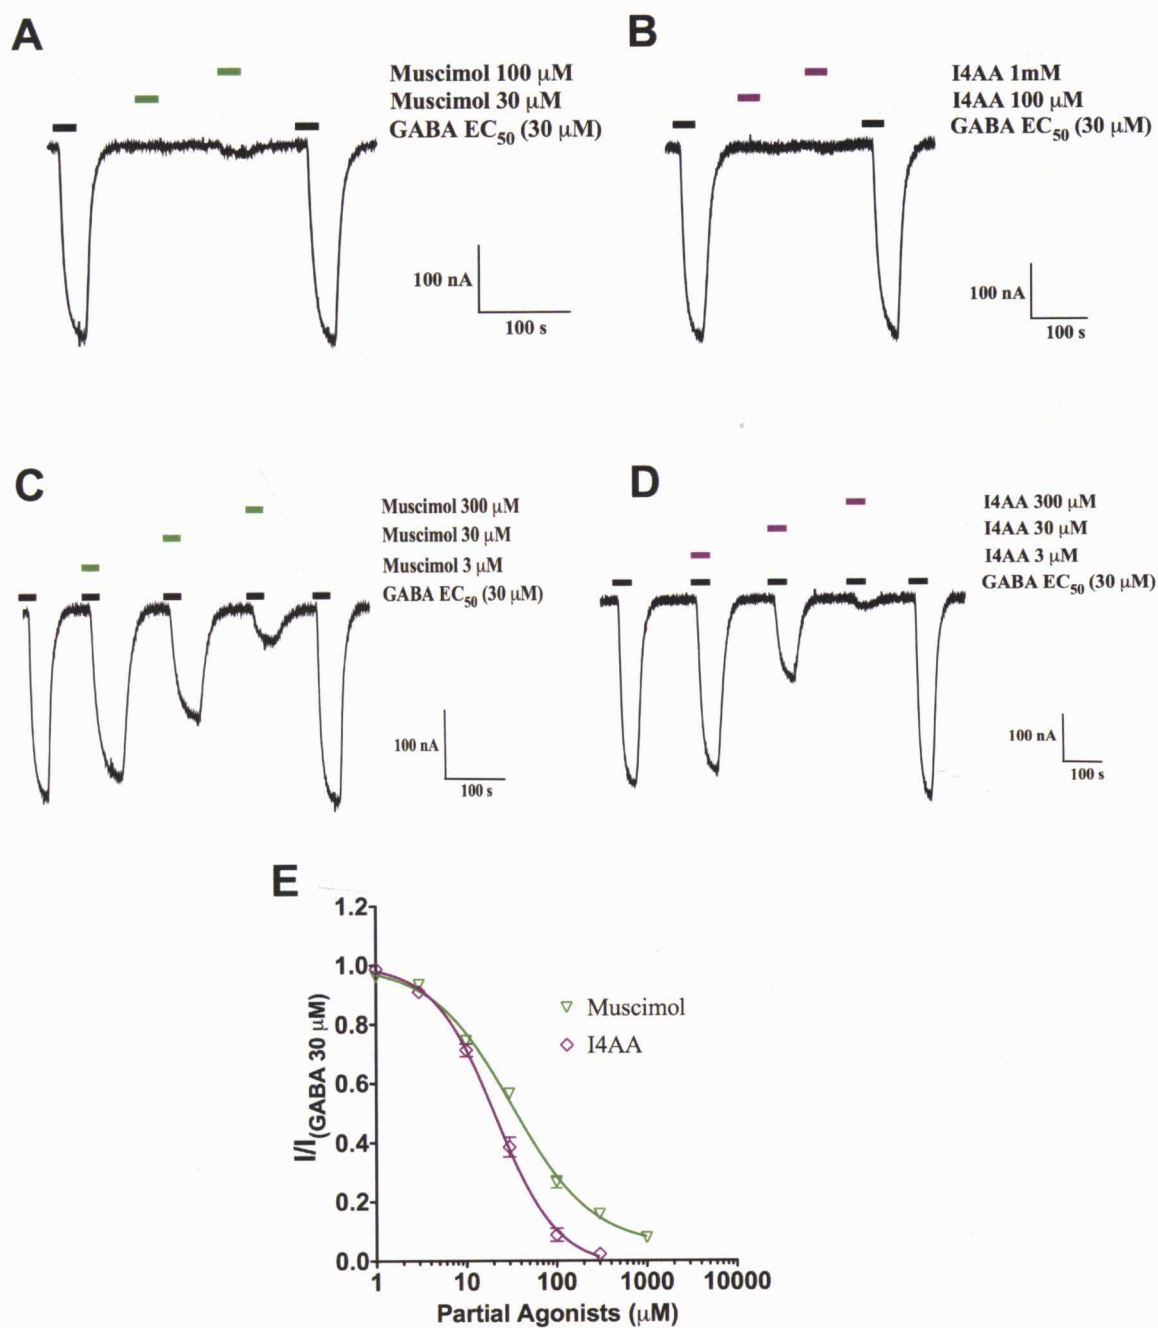 A
Muscimol 100 μM
Muscimol 30 μM
GABA EC50 (30 μM)
100 nA
100 s
B
I4AA 1mM
I4AA 100 μM
GABA EC50 (30 μM)
100 nA
100 s
C
Muscimol 300 μM
Muscimol 30 μM
Muscimol 3 μM
GABA EC50 (30 μM)
100 nA
100 s
D
I4AA 300 μM
I4AA 30 μM
I4AA 3 μM
GABA EC50 (30 μM)
100 nA
100 s
E
I/I(GABA 30 μM)
1.2
1.0
0.8
0.6
0.4
0.2
0.0
Muscimol
I4AA
1 10 100 1000 10000
Partial Agonists (μM)